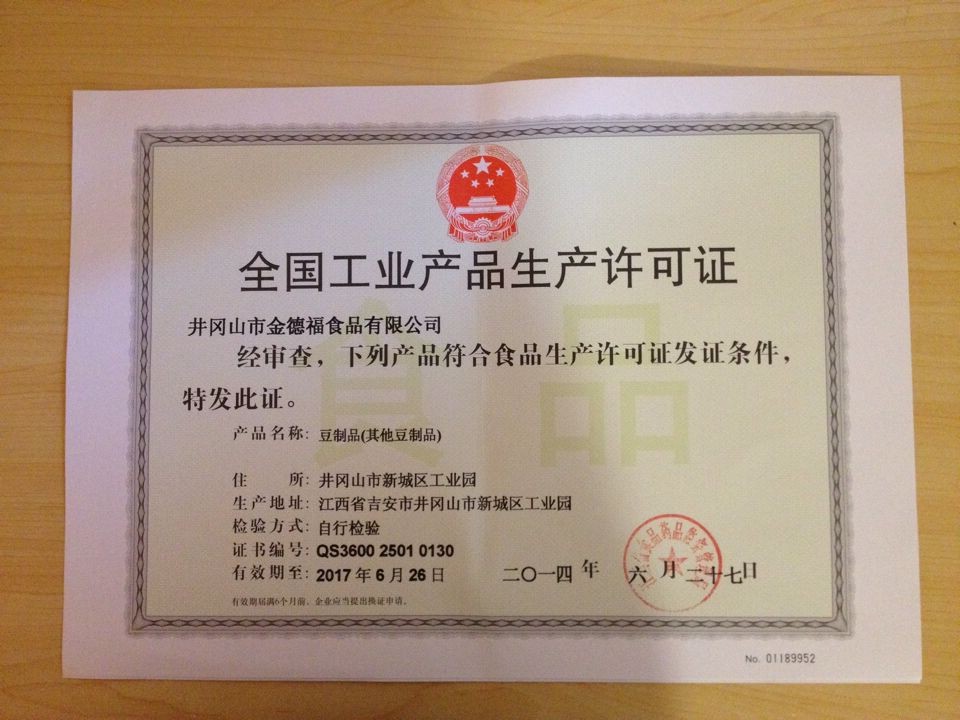 全国工业产品生产许可证
井冈山市金德福食品有限公司
经审查，下列产品符合食品生产许可证发证条件，
特发此证。
食品
产品名称：豆制品(其他豆制品)
住 所：井冈山市新城区工业园
生产地址：江西省吉安市井冈山市新城区工业园
检验方式：自行检验
证书编号：QS3600 2501 0130
有效期至：2017 年 6 月 26 日
二〇一四 年 六 月 二十七日
有效期届满6个月前，企业应当提出换证申请。
No. 01189952